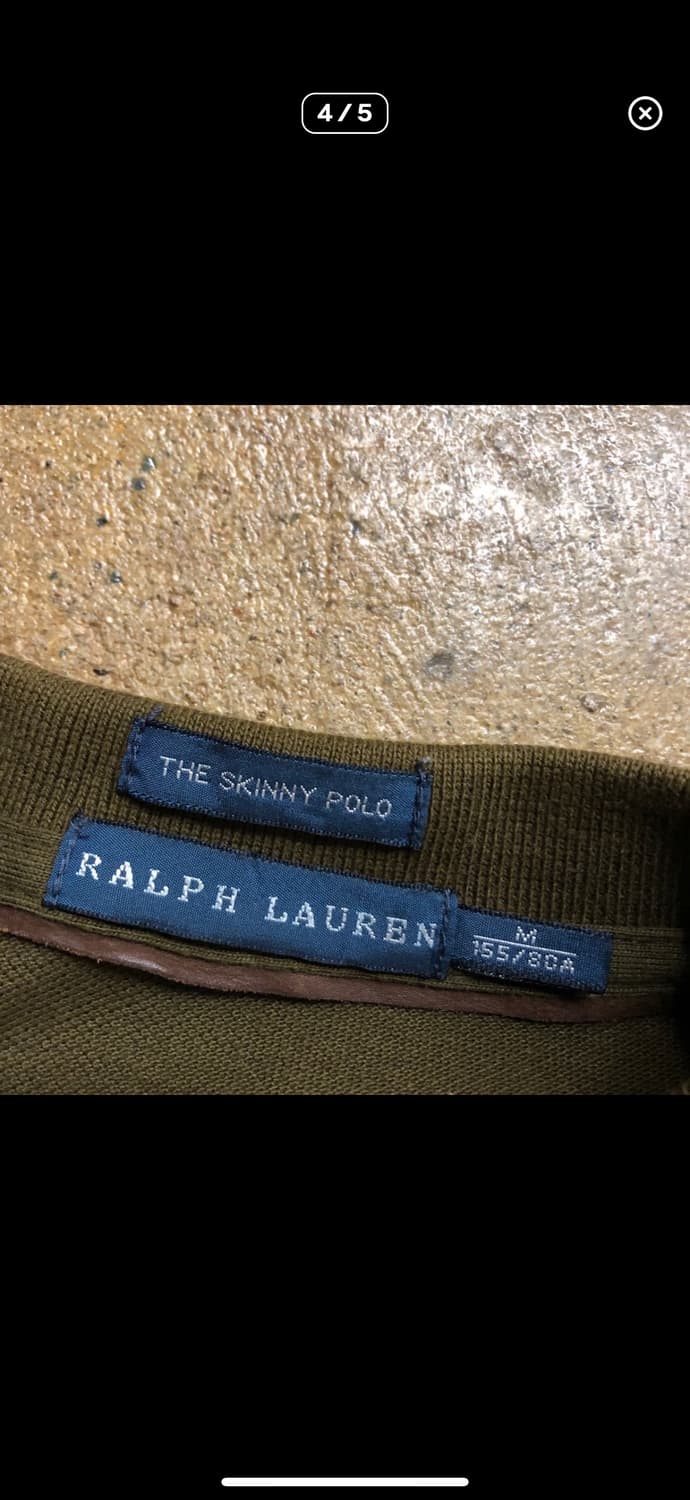 4/5
THE SKINNY POLO
RALPH LAUREN
M
155/80A